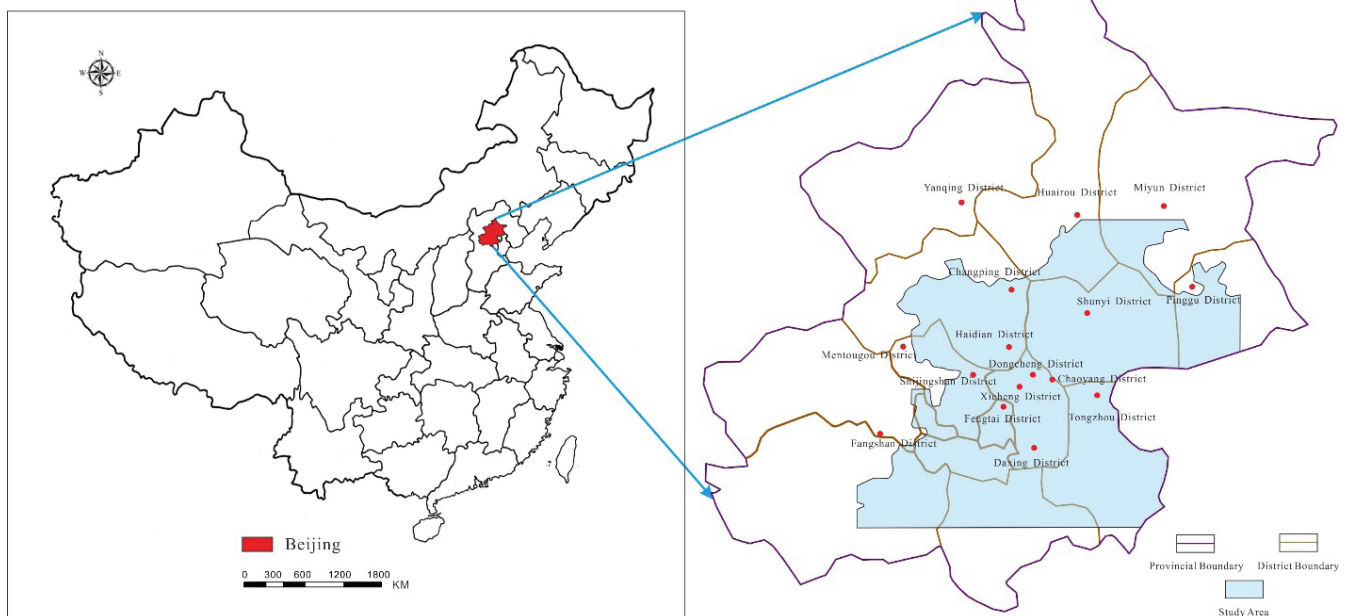 N
W E
S
Beijing
0 300 600 1200 1800 KM
Yanqing District
Huairou District
Miyun District
Changping District
Shunyi District
Pinggu District
Haidian District
Mentougou District
Dongcheng District
Shijingshan District
Chaoyang District
Xicheng District
Tongzhou District
Fengtai District
Fangshan District
Daxing District
Provincial Boundary
District Boundary
Study Area